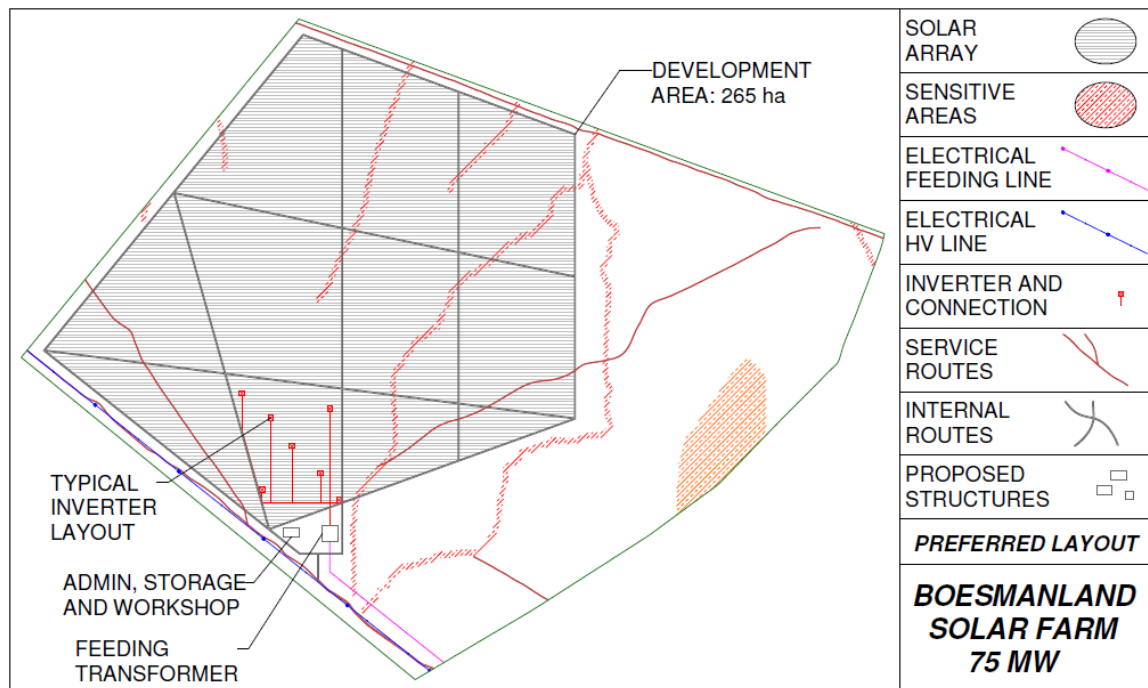 DEVELOPMENT
AREA: 265 ha
TYPICAL
INVERTER
LAYOUT
ADMIN, STORAGE
AND WORKSHOP
FEEDING
TRANSFORMER
SOLAR
ARRAY
SENSITIVE
AREAS
ELECTRICAL
FEEDING LINE
ELECTRICAL
HV LINE
INVERTER AND
CONNECTION
SERVICE
ROUTES
INTERNAL
ROUTES
PROPOSED
STRUCTURES
PREFERRED LAYOUT
BOESMANLAND
SOLAR FARM
75 MW